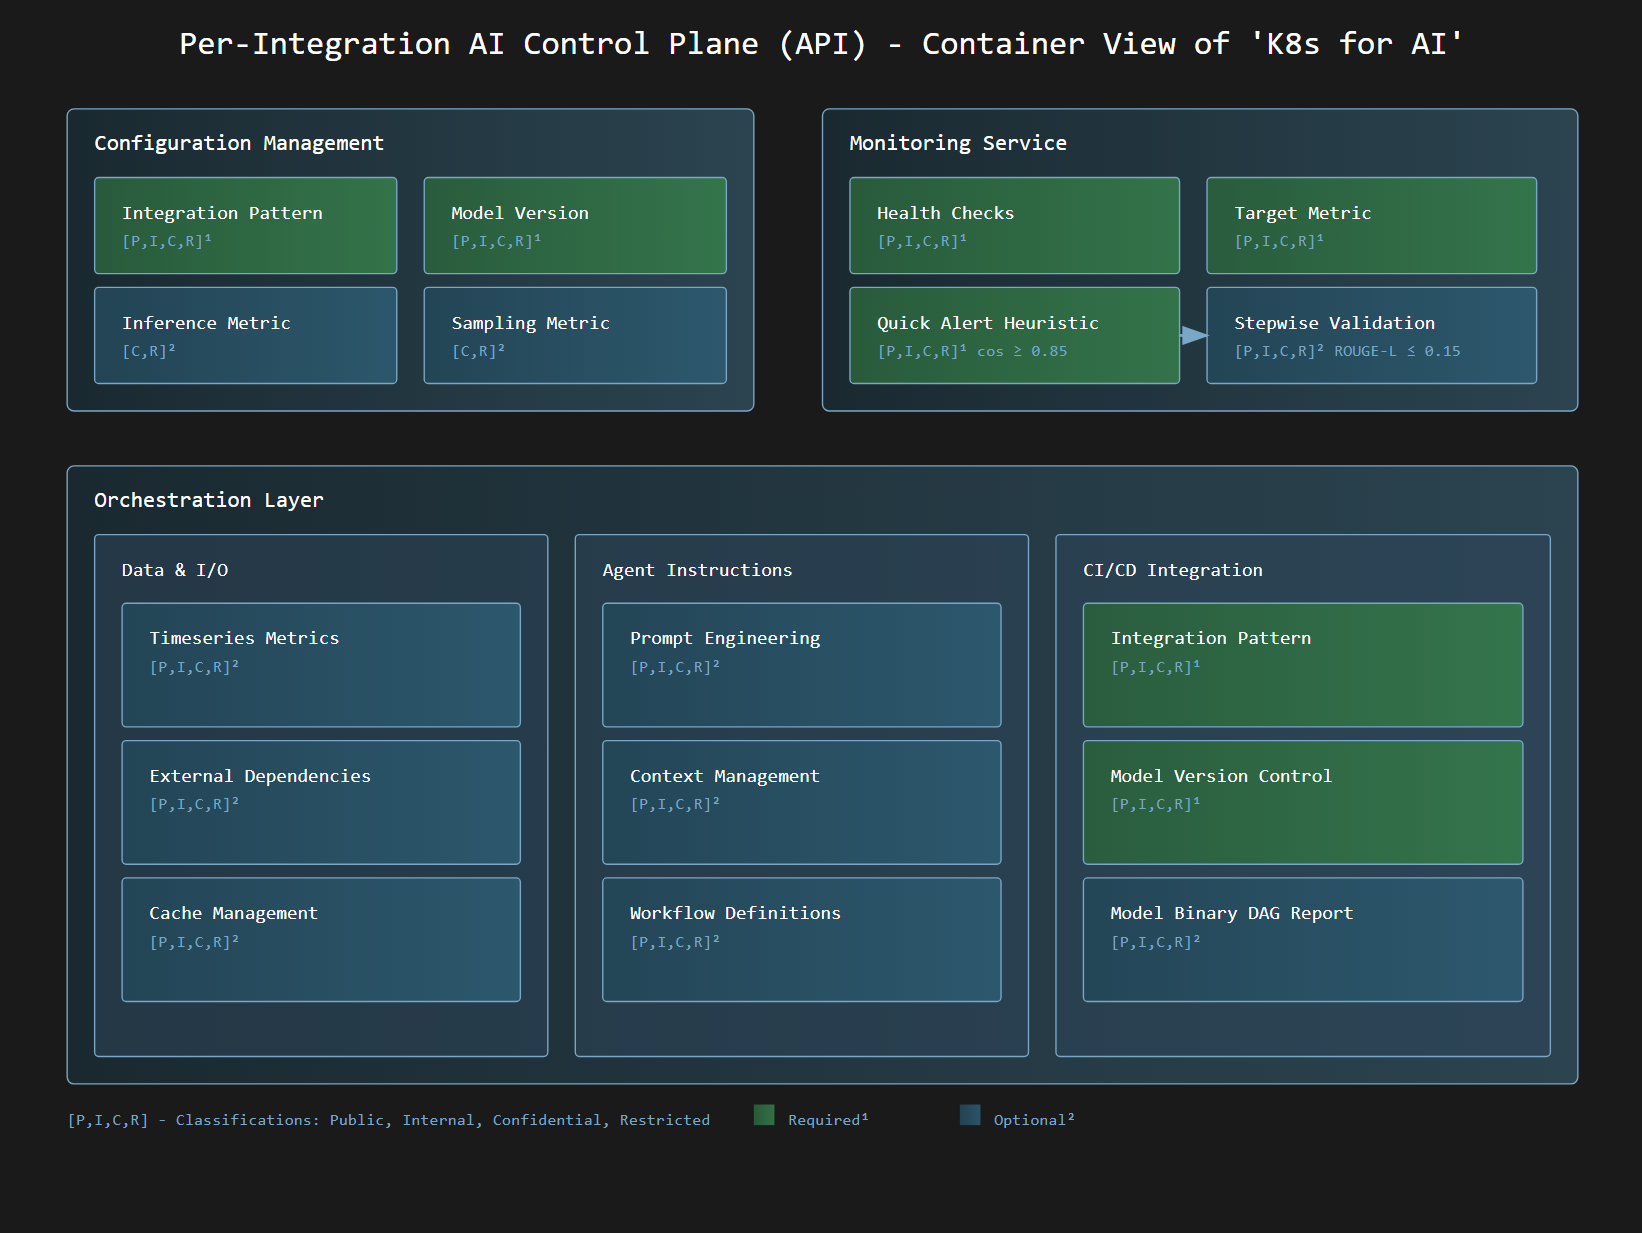 Per-Integration AI Control Plane (API) - Container View of 'K8s for AI'
Configuration Management
Integration Pattern
[P,I,C,R]¹
Model Version
[P,I,C,R]¹
Inference Metric
[C,R]²
Sampling Metric
[C,R]²
Monitoring Service
Health Checks
[P,I,C,R]¹
Target Metric
[P,I,C,R]¹
Quick Alert Heuristic
[P,I,C,R]¹ cos ≥ 0.85
Stepwise Validation
[P,I,C,R]² ROUGE-L ≤ 0.15
Orchestration Layer
Data & I/O
Timeseries Metrics
[P,I,C,R]²
External Dependencies
[P,I,C,R]²
Cache Management
[P,I,C,R]²
Agent Instructions
Prompt Engineering
[P,I,C,R]²
Context Management
[P,I,C,R]²
Workflow Definitions
[P,I,C,R]²
CI/CD Integration
Integration Pattern
[P,I,C,R]¹
Model Version Control
[P,I,C,R]¹
Model Binary DAG Report
[P,I,C,R]²
[P,I,C,R] - Classifications: Public, Internal, Confidential, Restricted
Required¹
Optional²